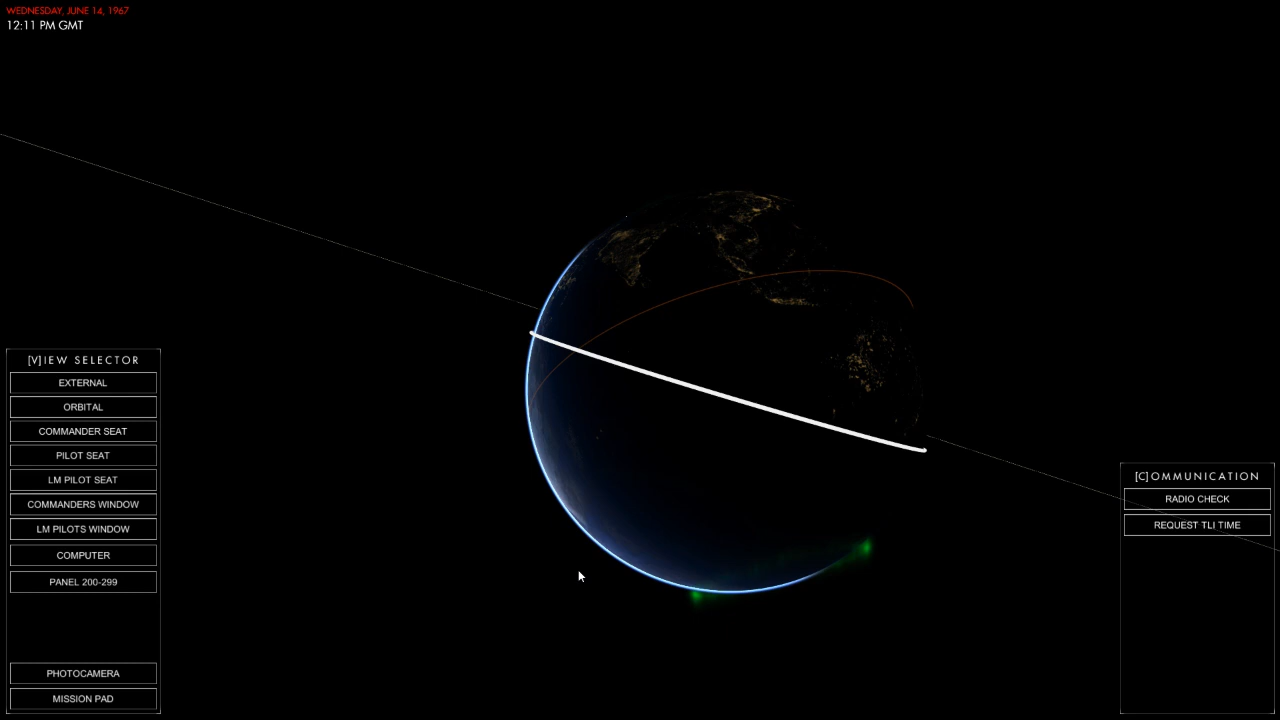 WEDNESDAY, JUNE 14, 1967
12:11 PM GMT
[V]IEW SELECTOR
EXTERNAL
ORBITAL
COMMANDER SEAT
PILOT SEAT
LM PILOT SEAT
COMMANDERS WINDOW
LM PILOTS WINDOW
COMPUTER
PANEL 200-299
PHOTOCAMERA
MISSION PAD
[C]OMMUNICATION
RADIO CHECK
REQUEST TLI TIME